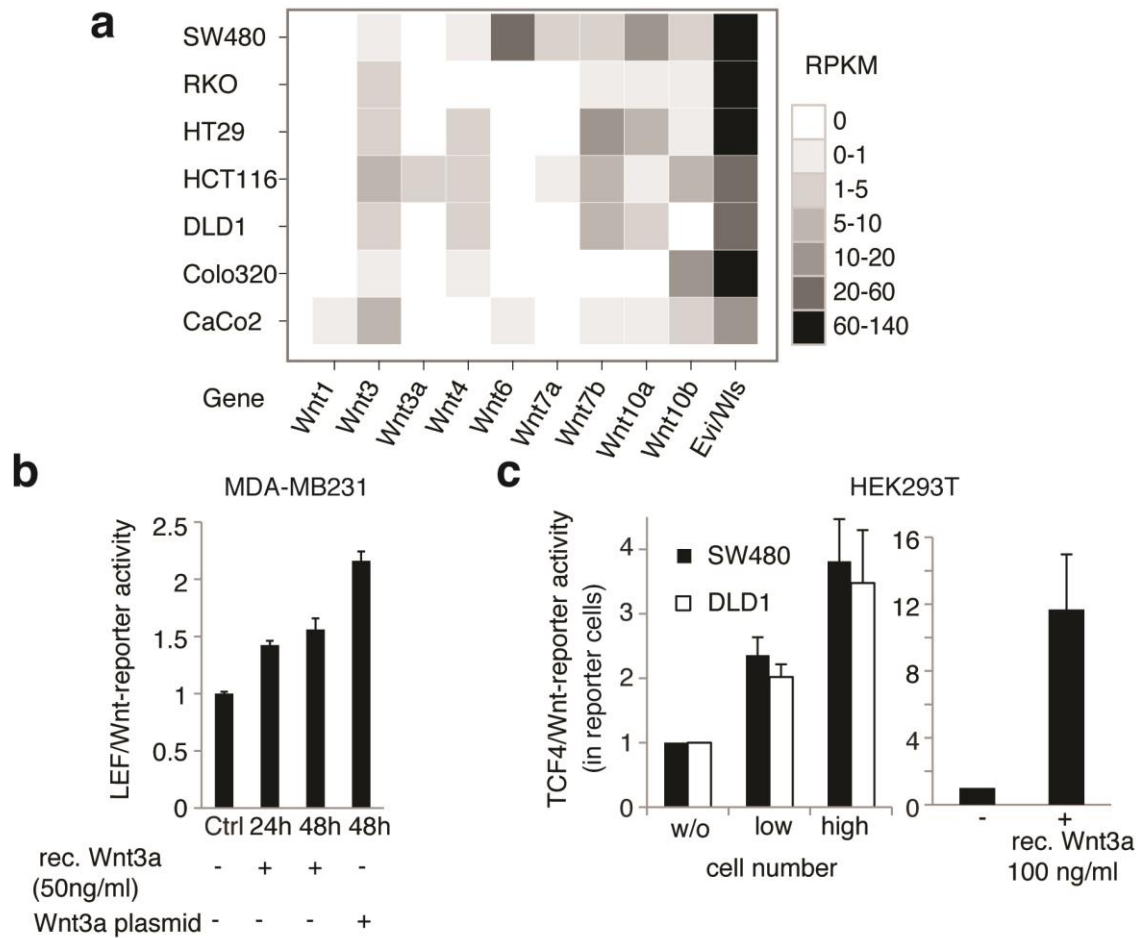 a
SW480
RKO
HT29
HCT116
DLD1
Colo320
CaCo2
Gene
Wnt1
Wnt3
Wnt3a
Wnt4
Wnt6
Wnt7a
Wnt7b
Wnt10a
Wnt10b
Evi/Wls
RPKM
0
0-1
1-5
5-10
10-20
20-60
60-140
b
MDA-MB231
LEF/Wnt-reporter activity
2.5
2
1.5
1
0.5
0
Ctrl 24h 48h 48h
rec. Wnt3a
(50ng/ml)
- + + -
Wnt3a plasmid - - - +
c
HEK293T
TCF4/Wnt-reporter activity
(in reporter cells)
4
3
2
1
0
SW480
DLD1
w/o low high
cell number
16
12
8
4
0
- +
rec. Wnt3a
100 ng/ml